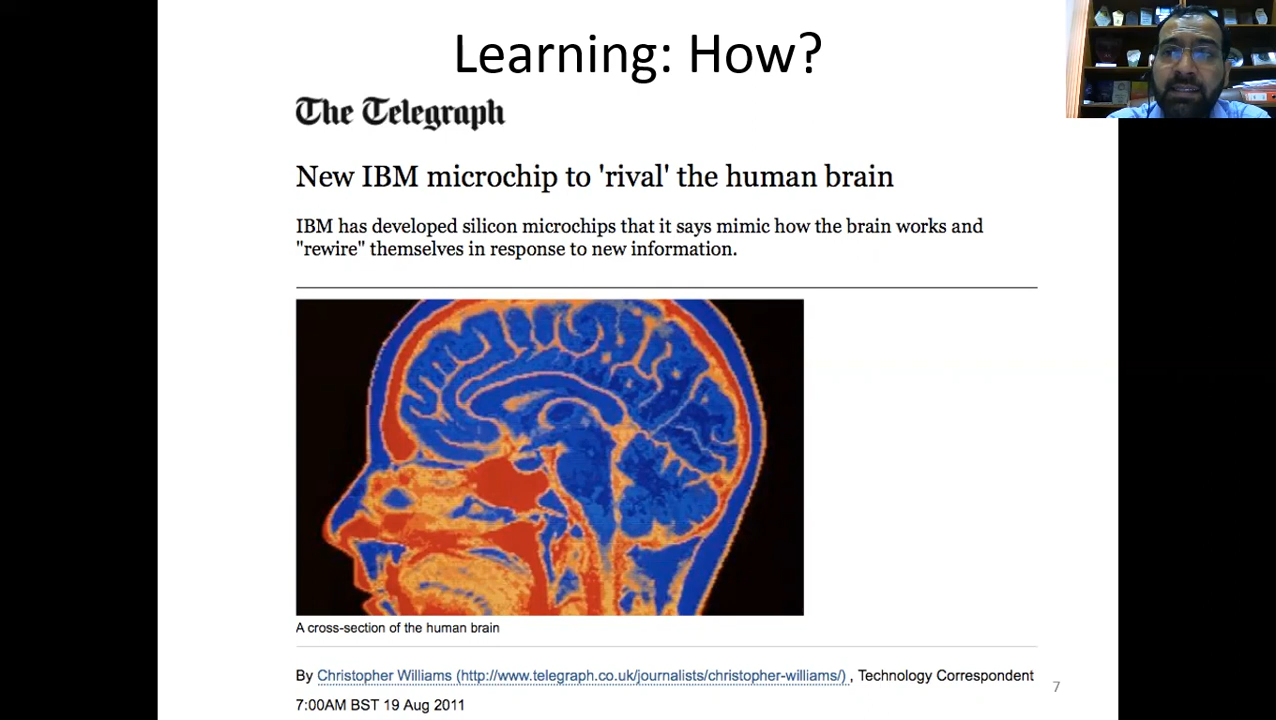 Learning: How?
The Telegraph
New IBM microchip to 'rival' the human brain
IBM has developed silicon microchips that it says mimic how the brain works and
"rewire" themselves in response to new information.
A cross-section of the human brain
By Christopher Williams (http://www.telegraph.co.uk/journalists/christopher-williams/) , Technology Correspondent
7
7:00AM BST 19 Aug 2011